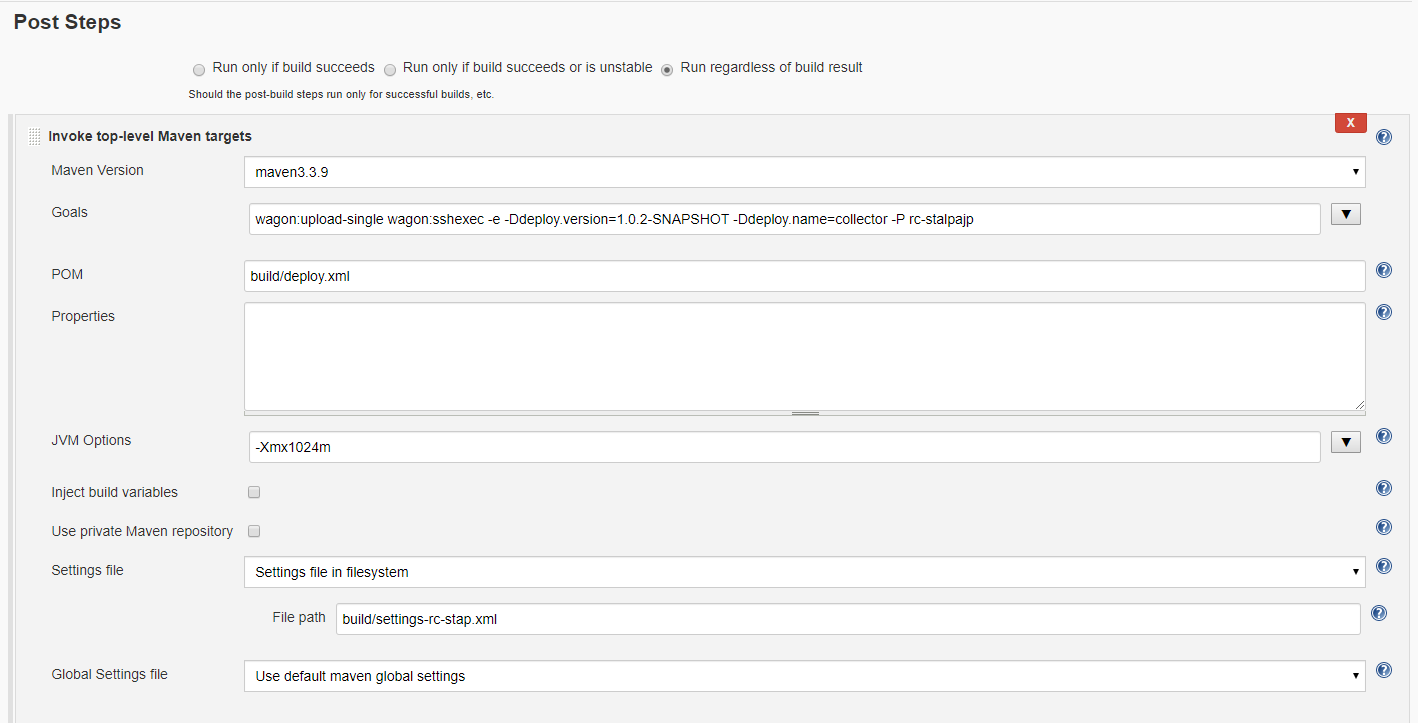 Post Steps
Run only if build succeeds Run only if build succeeds or is unstable Run regardless of build result
Should the post-build steps run only for successful builds, etc.
Invoke top-level Maven targets
X
?
Maven Version
maven3.3.9
Goals
wagon:upload-single wagon:sshexec -e -Ddeploy.version=1.0.2-SNAPSHOT -Ddeploy.name=collector -P rc-stalpajp
POM
build/deploy.xml
?
Properties
?
JVM Options
-Xmx1024m
?
Inject build variables
?
Use private Maven repository
?
Settings file
Settings file in filesystem
?
File path
build/settings-rc-stap.xml
?
Global Settings file
Use default maven global settings
?